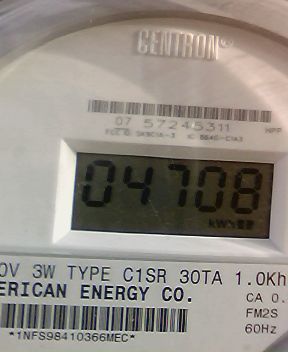 CENTRON®
07 57245311 HPP
04708
kWh
0V 3W TYPE C1SR 30TA 1.0Kh
ERICAN ENERGY CO.
CA 0.
FM2S
*1NFS98410366MEC* 60Hz